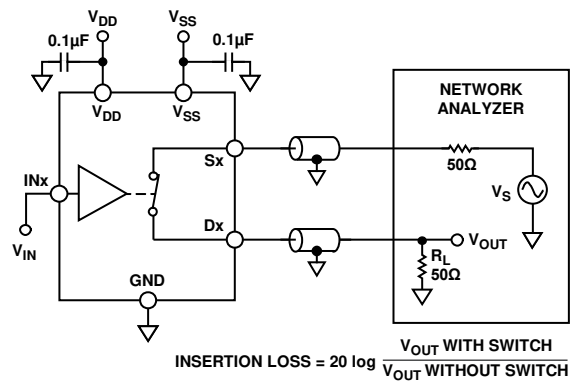 VDD
VSS
0.1µF
0.1µF
VDD
VSS
NETWORK
ANALYZER
Sx
50Ω
INx
VS
Dx
VOUT
VIN
RL
50Ω
GND
INSERTION LOSS = 20 log VOUT WITH SWITCH
VOUT WITHOUT SWITCH